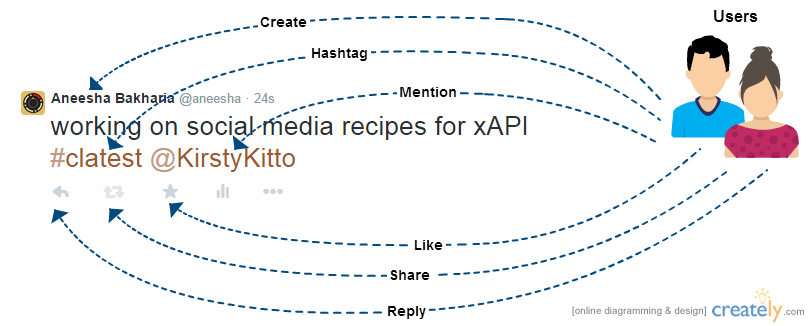 Users
Create
Hashtag
Mention
Aneesha Bakharia @aneesha · 24s
working on social media recipes for xAPI
#clatest @KirstyKitto
Like
Share
Reply
[online diagramming & design] creately.com